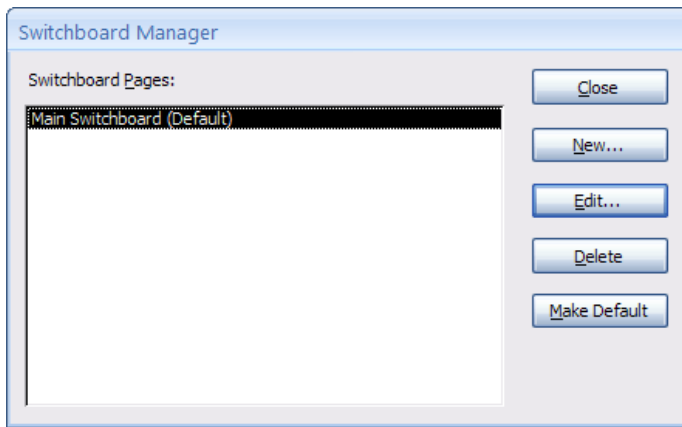 Switchboard Manager
Switchboard Pages:
Main Switchboard (Default)
Close
New...
Edit...
Delete
Make Default